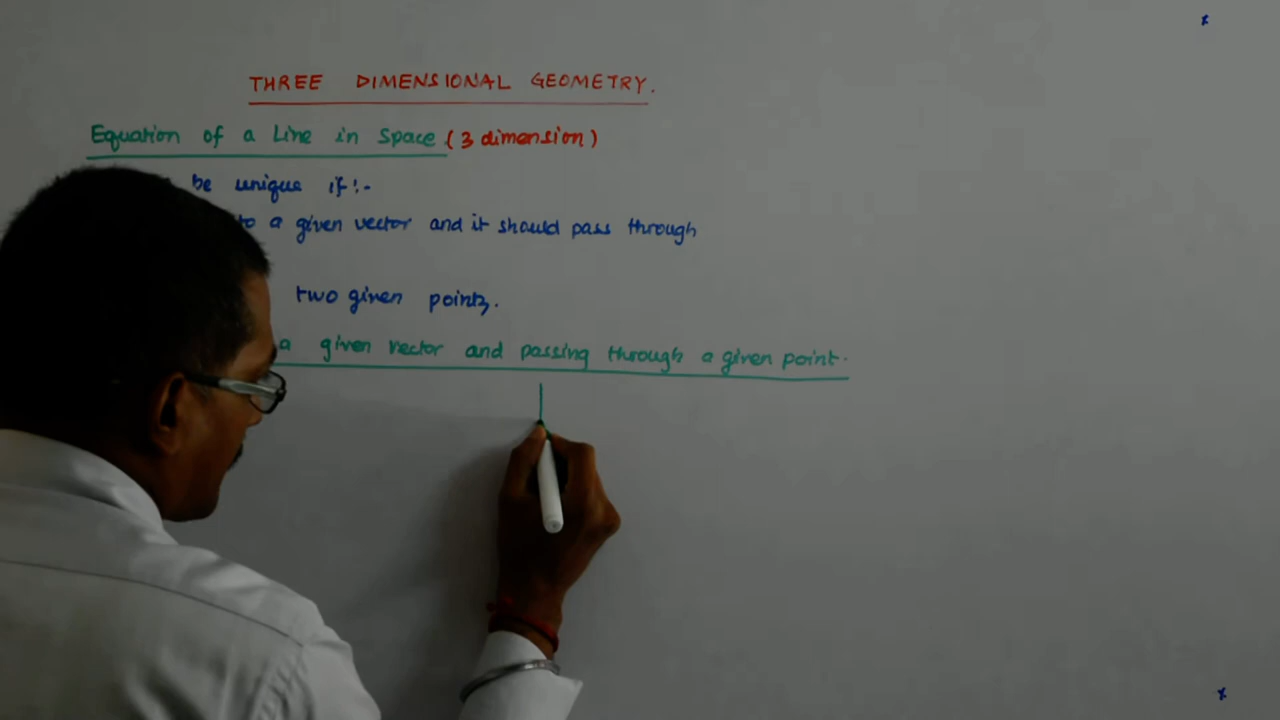 THREE DIMENSIONAL GEOMETRY.
Equation of a Line in Space (3 dimension)
be unique if :-
to a given vector and it should pass through
two given points.
a given vector and passing through a given point.